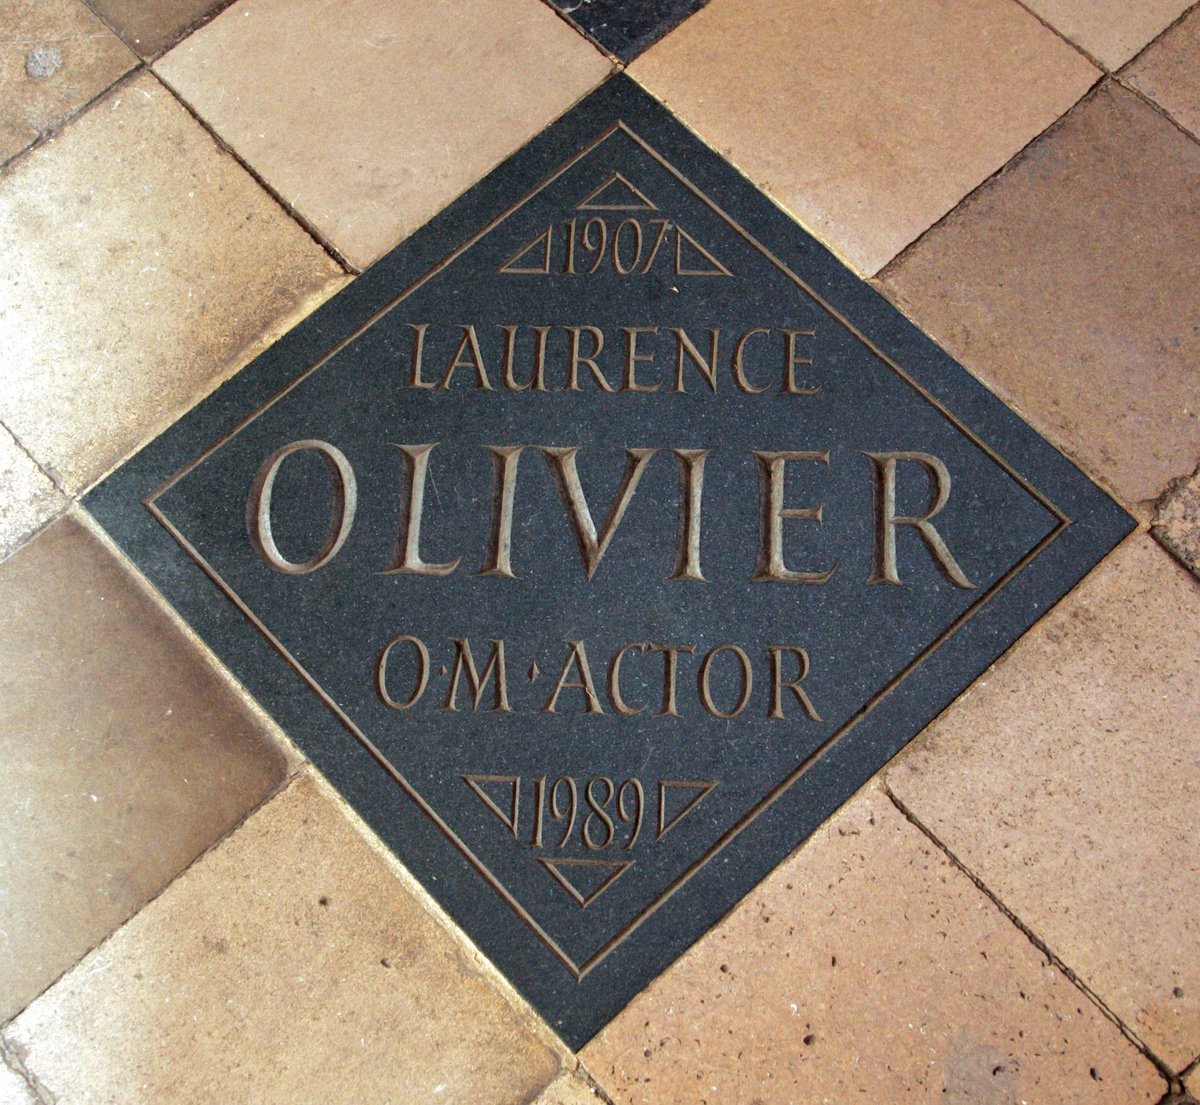 1907
LAURENCE
OLIVIER
O·M·ACTOR
1989